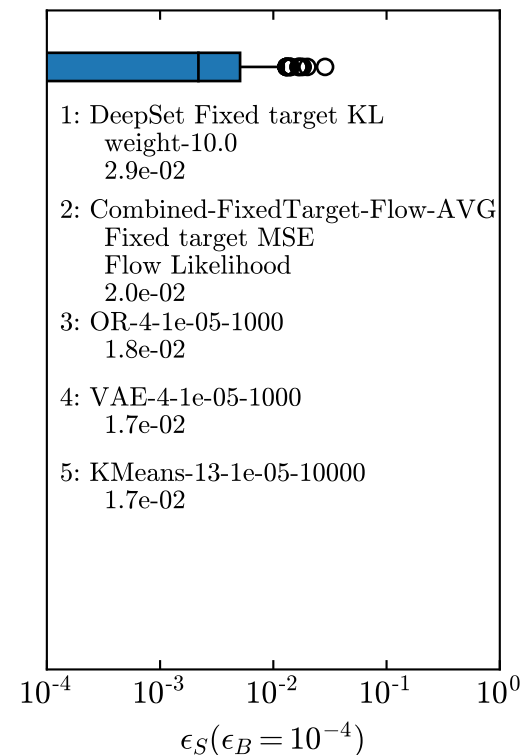 1: DeepSet Fixed target KL
weight-10.0
2.9e-02
2: Combined-FixedTarget-Flow-AVG
Fixed target MSE
Flow Likelihood
2.0e-02
3: OR-4-1e-05-1000
1.8e-02
4: VAE-4-1e-05-1000
1.7e-02
5: KMeans-13-1e-05-10000
1.7e-02
10⁻⁴ 10⁻³ 10⁻² 10⁻¹ 10⁰
ϵ_S(ϵ_B = 10⁻⁴)